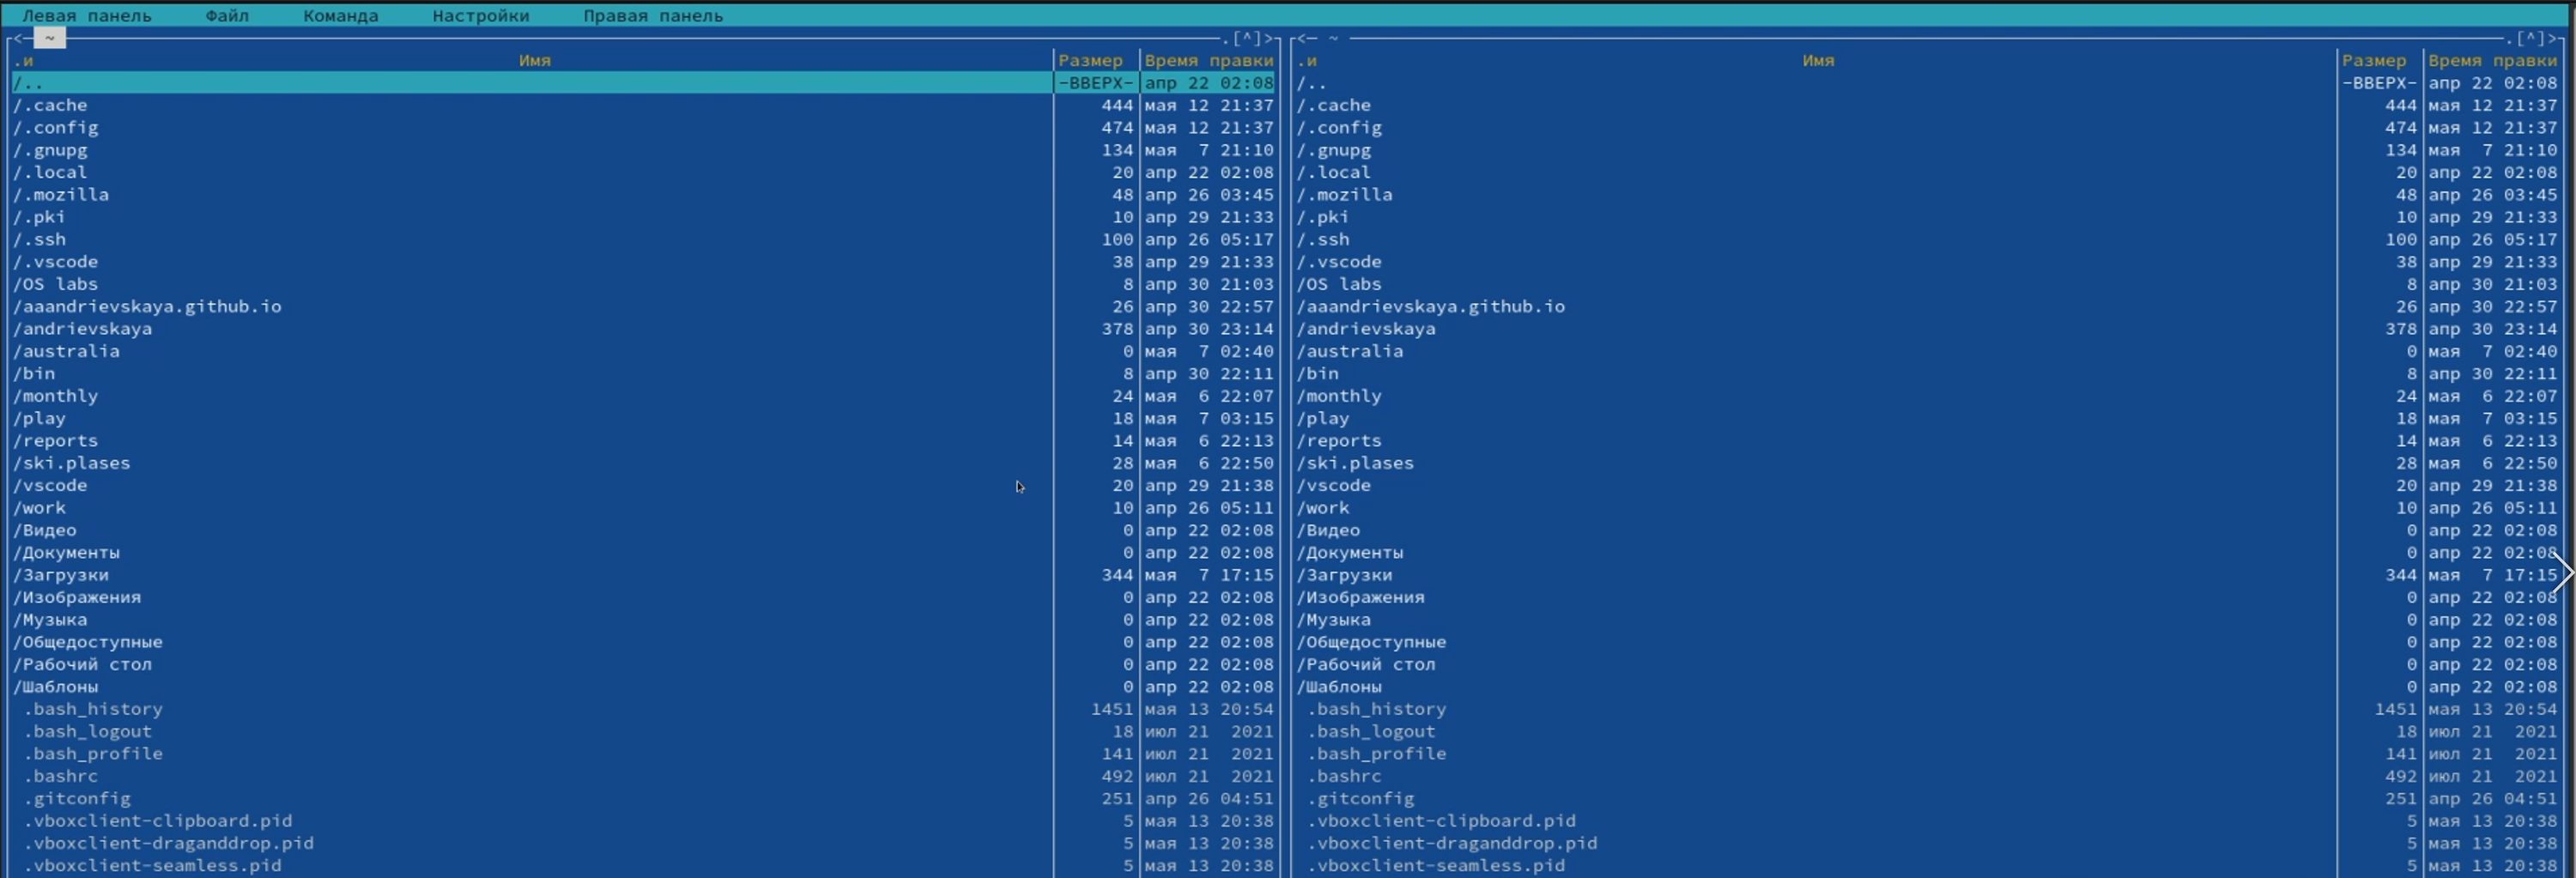 Левая панель Файл Команда Настройки Правая панель
<─ ~ .[^]> <─ ~ .[^]>
.и Имя Размер Время правки .и Имя Размер Время правки
/.. -ВВЕРХ- апр 22 02:08 /.. -ВВЕРХ- апр 22 02:08
/.cache 444 мая 12 21:37 /.cache 444 мая 12 21:37
/.config 474 мая 12 21:37 /.config 474 мая 12 21:37
/.gnupg 134 мая 7 21:10 /.gnupg 134 мая 7 21:10
/.local 20 апр 22 02:08 /.local 20 апр 22 02:08
/.mozilla 48 апр 26 03:45 /.mozilla 48 апр 26 03:45
/.pki 10 апр 29 21:33 /.pki 10 апр 29 21:33
/.ssh 100 апр 26 05:17 /.ssh 100 апр 26 05:17
/.vscode 38 апр 29 21:33 /.vscode 38 апр 29 21:33
/OS labs 8 апр 30 21:03 /OS labs 8 апр 30 21:03
/aaandrievskaya.github.io 26 апр 30 22:57 /aaandrievskaya.github.io 26 апр 30 22:57
/andrievskaya 378 апр 30 23:14 /andrievskaya 378 апр 30 23:14
/australia 0 мая 7 02:40 /australia 0 мая 7 02:40
/bin 8 апр 30 22:11 /bin 8 апр 30 22:11
/monthly 24 мая 6 22:07 /monthly 24 мая 6 22:07
/play 18 мая 7 03:15 /play 18 мая 7 03:15
/reports 14 мая 6 22:13 /reports 14 мая 6 22:13
/ski.plases 28 мая 6 22:50 /ski.plases 28 мая 6 22:50
/vscode 20 апр 29 21:38 /vscode 20 апр 29 21:38
/work 10 апр 26 05:11 /work 10 апр 26 05:11
/Видео 0 апр 22 02:08 /Видео 0 апр 22 02:08
/Документы 0 апр 22 02:08 /Документы 0 апр 22 02:08
/Загрузки 344 мая 7 17:15 /Загрузки 344 мая 7 17:15
/Изображения 0 апр 22 02:08 /Изображения 0 апр 22 02:08
/Музыка 0 апр 22 02:08 /Музыка 0 апр 22 02:08
/Общедоступные 0 апр 22 02:08 /Общедоступные 0 апр 22 02:08
/Рабочий стол 0 апр 22 02:08 /Рабочий стол 0 апр 22 02:08
/Шаблоны 0 апр 22 02:08 /Шаблоны 0 апр 22 02:08
.bash_history 1451 мая 13 20:54 .bash_history 1451 мая 13 20:54
.bash_logout 18 июл 21 2021 .bash_logout 18 июл 21 2021
.bash_profile 141 июл 21 2021 .bash_profile 141 июл 21 2021
.bashrc 492 июл 21 2021 .bashrc 492 июл 21 2021
.gitconfig 251 апр 26 04:51 .gitconfig 251 апр 26 04:51
.vboxclient-clipboard.pid 5 мая 13 20:38 .vboxclient-clipboard.pid 5 мая 13 20:38
.vboxclient-draganddrop.pid 5 мая 13 20:38 .vboxclient-draganddrop.pid 5 мая 13 20:38
.vboxclient-seamless.pid 5 мая 13 20:38 .vboxclient-seamless.pid 5 мая 13 20:38